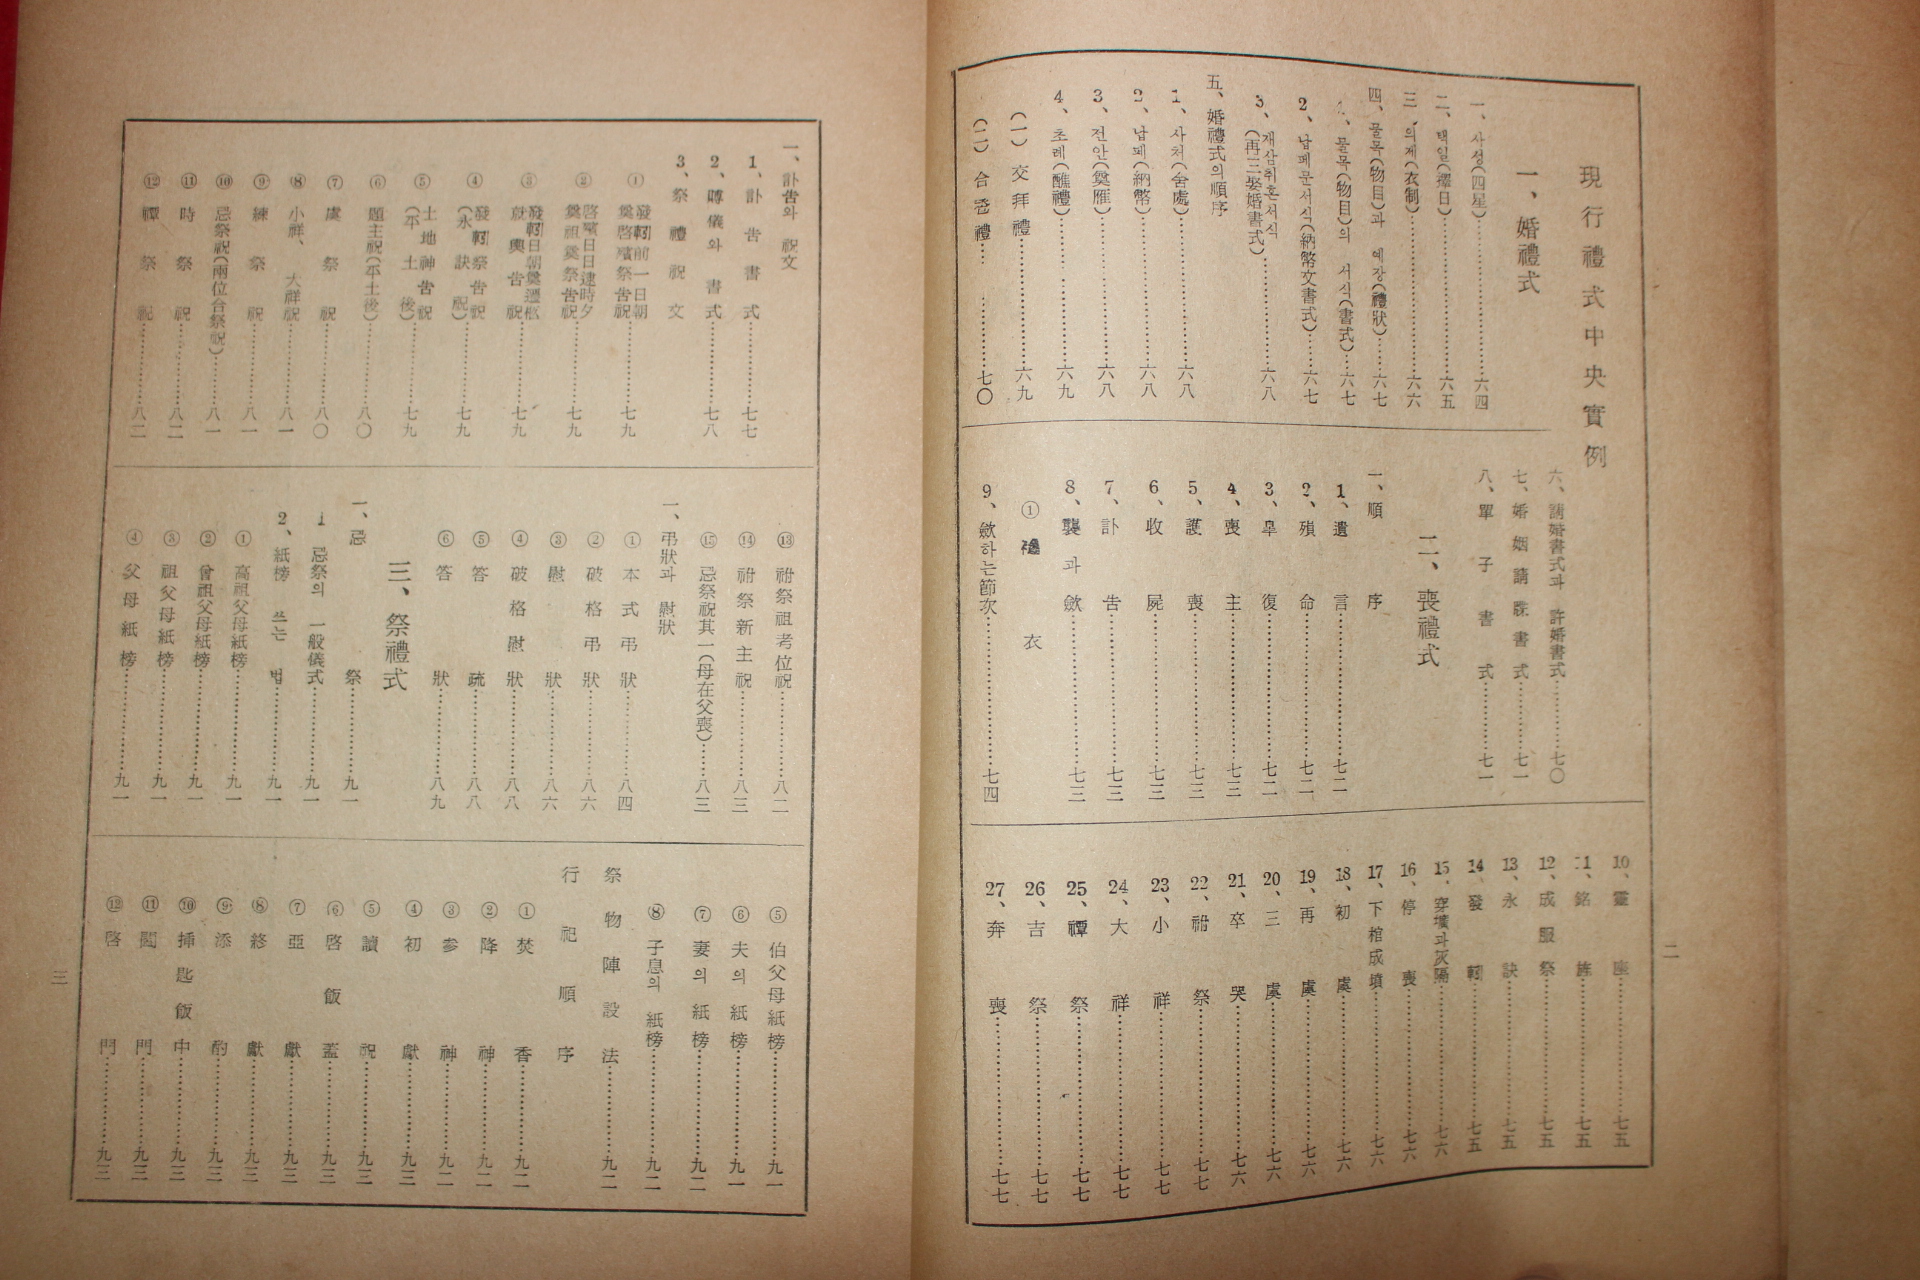 現行禮式中央實例
一、婚禮式
一、사성(四星)……六四
二、택일(擇日)……六五
三、의제(衣制)……六六
四、물목(物目)과 예장(禮狀)……六七
1、물목(物目)의 서식(書式)……六七
2、납폐문서식(納幣文書式)……六七
3、재삼취혼서식(再三娶婚書式)……六八
五、婚禮式의順序
1、사처(舍處)……六八
2、납폐(納幣)……六八
3、전안(奠雁)……六八
4、초례(醮禮)……六九
(一)交拜禮……六九
(二)合巹禮……七〇
六、請婚書式과 許婚書式……七〇
七、婚姻請牒書式……七一
八、單子書式……七一
二、喪禮式
一、順序
1、遺言……七二
2、殞命……七二
3、皐復……七二
4、喪主……七三
5、護喪……七三
6、收屍……七三
7、訃告……七三
8、襲과斂……七三
① 衣
9、斂하는節次……七四
10、靈座……七五
11、銘旌……七五
12、成服祭……七五
13、永訣……七五
14、發靷……七五
15、穿壙과灰隔……七六
16、停喪……七六
17、下棺成墳……七六
18、初虞……七六
19、再虞……七六
20、三虞……七六
21、卒哭……七六
22、祔祭……七七
23、小祥……七七
24、大祥……七七
25、禫祭……七七
26、吉祭……七七
27、奔喪……七七
二
一、訃告와 祝文
1、訃告書式……七七
2、賻儀와 書式……七八
3、祭禮祝文
①發靷前一日朝奠啓殯祭告祝……七九
②啓殯日日逮時夕奠祖奠祭告祝……七九
③發靷日朝奠遷柩就輿告祝……七九
④發靷祭告祝(永訣祝)……七九
⑤土地神告祝(平土後)……七九
⑥題主祝(平土後)……八〇
⑦虞祭祝……八〇
⑧小祥、大祥祝……八一
⑨練祭祝……八一
⑩忌祭祝(兩位合祭祝)……八一
⑪時祭祝……八二
⑫禫祭祝……八二
⑬祔祭祖考位祝……八二
⑭祔祭新主祝……八三
⑮忌祭祝其一(母在父喪)……八三
一、弔狀과 慰狀
①本式弔狀……八四
②破格弔狀……八六
③慰狀……八六
④破格慰狀……八八
⑤答疏……八八
⑥答狀……八九
三、祭禮式
一、忌祭……九一
1 忌祭의 一般儀式……九一
2、紙榜 쓰는 법……九一
①高祖父母紙榜……九一
②曾祖父母紙榜……九一
③祖父母紙榜……九一
④父母紙榜……九一
⑤伯父母紙榜……九一
⑥夫의紙榜……九一
⑦妻의紙榜……九二
⑧子息의 紙榜……九二
祭物陣設法……九二
行祀順序
①焚香……九二
②降神……九二
③參神……九二
④初獻……九三
⑤讀祝……九三
⑥啓飯蓋……九三
⑦亞獻……九三
⑧終獻……九三
⑨添酌……九三
⑩揷匙飯中……九三
⑪闔門……九三
⑫啓門……九三
三